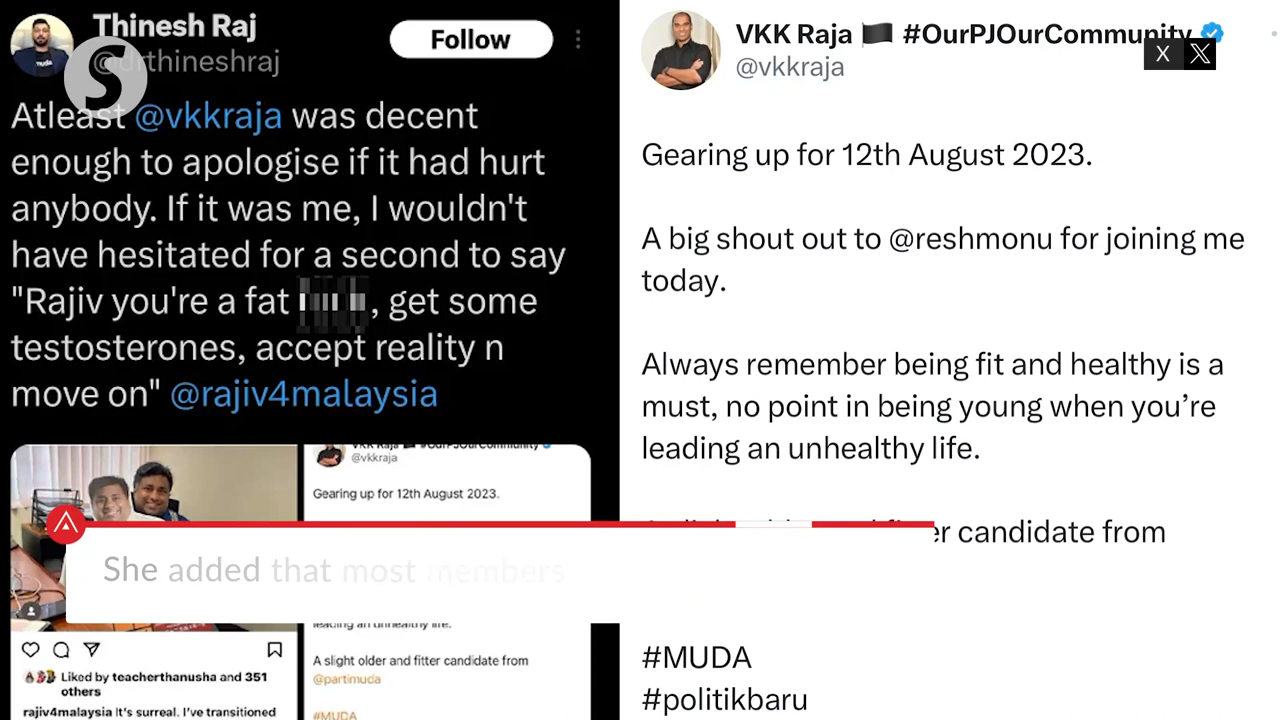 Thinesh Raj
@drthineshraj
Follow
S
Atleast @vkkraja was decent
enough to apologise if it had hurt
anybody. If it was me, I wouldn't
have hesitated for a second to say
"Rajiv you're a fat , get some
testosterones, accept reality n
move on" @rajiv4malaysia
VKK Raja #OurPJOurCommunity
@vkkraja
Gearing up for 12th August 2023.
Liked by teacherthanusha and 351
others
rajiv4malaysia It's surreal. I've transitioned
leading an unhealthy life.
A slight older and fitter candidate from
@partimuda
#MUDA
VKK Raja #OurPJOurCommunity
@vkkraja
X
Gearing up for 12th August 2023.
A big shout out to @reshmonu for joining me
today.
Always remember being fit and healthy is a
must, no point in being young when you’re
leading an unhealthy life.
candidate from
#MUDA
#politikbaru
She added that most members